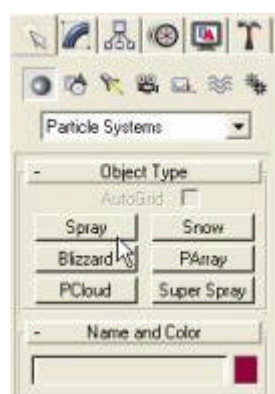 Particle Systems
- Object Type
AutoGrid
Spray Snow
Blizzard PArray
PCloud Super Spray
- Name and Color